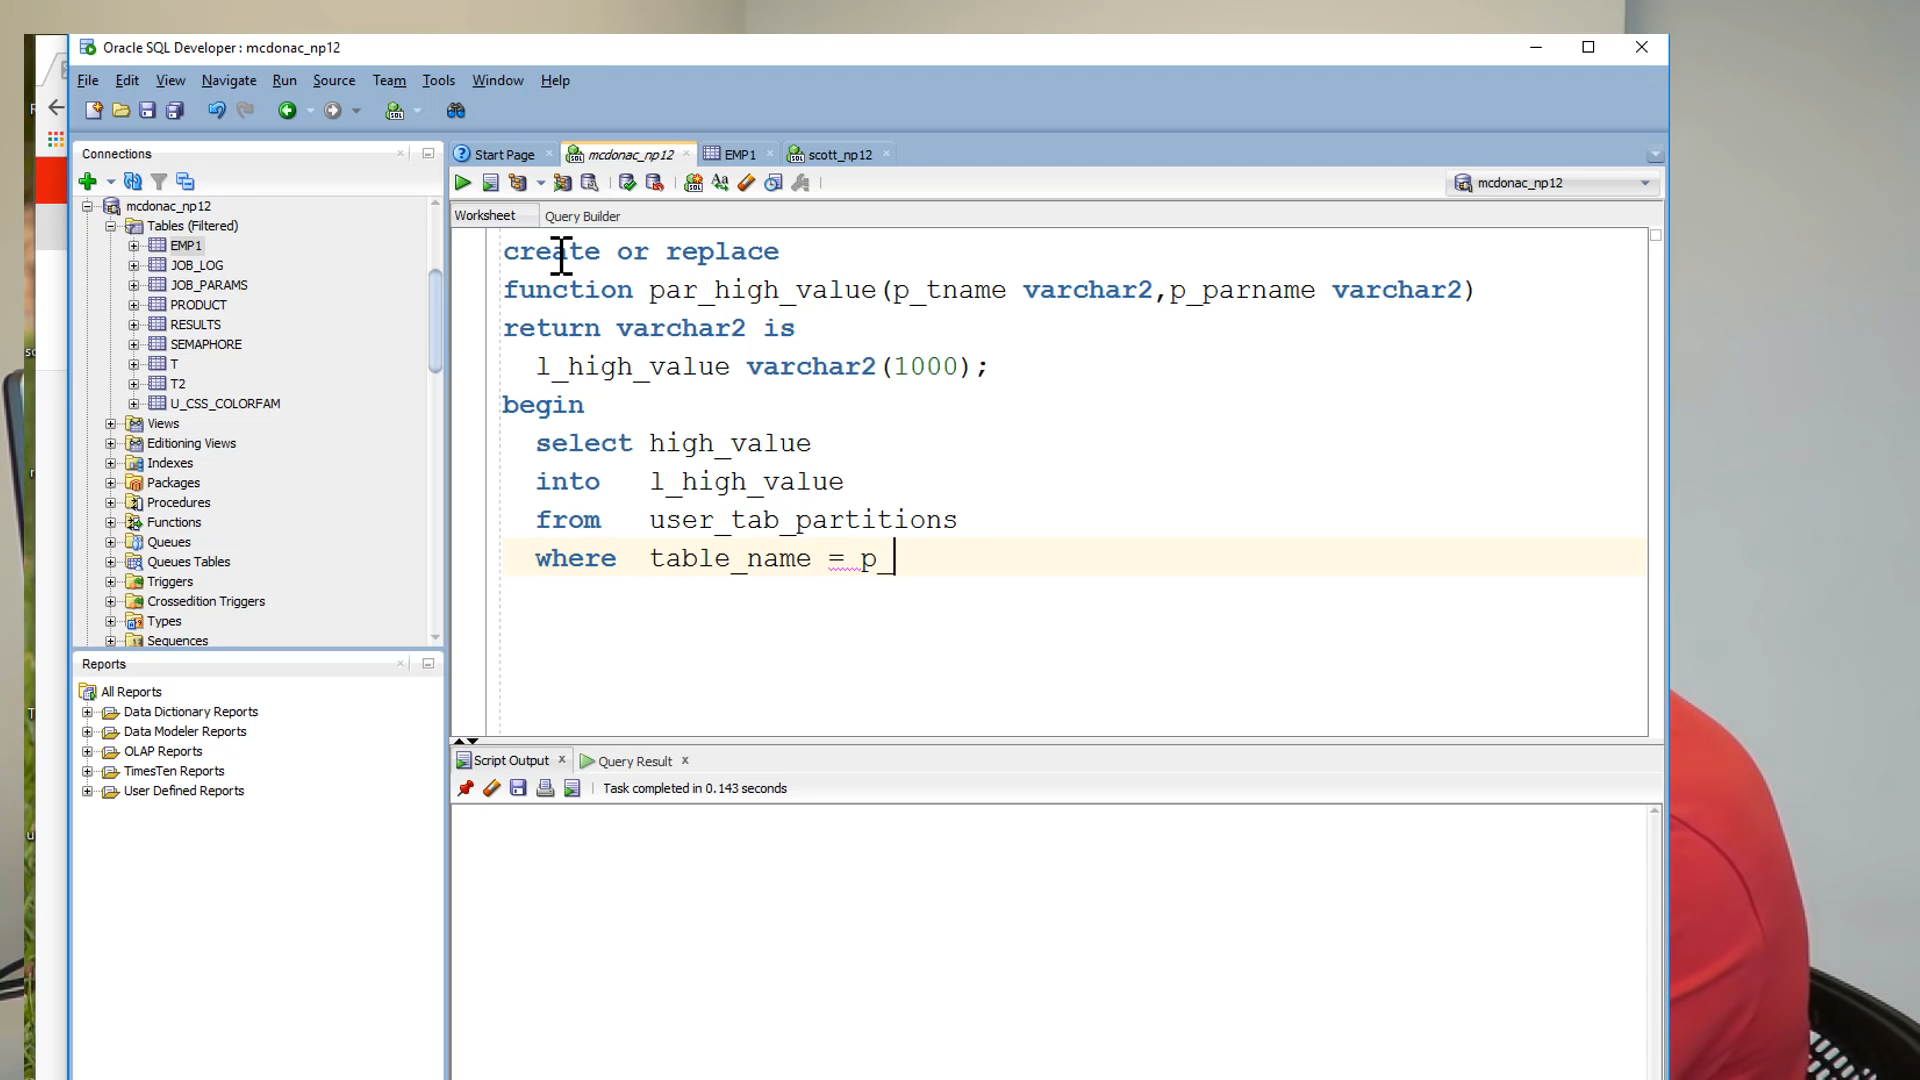 Oracle SQL Developer : mcdonac_np12
File Edit View Navigate Run Source Team Tools Window Help
Connections
Start Page
mcdonac_np12
EMP1
scott_np12
mcdonac_np12
Worksheet
Query Builder
mcdonac_np12
Tables (Filtered)
EMP1
JOB_LOG
JOB_PARAMS
PRODUCT
RESULTS
SEMAPHORE
T
T2
U_CSS_COLORFAM
Views
Editioning Views
Indexes
Packages
Procedures
Functions
Queues
Queues Tables
Triggers
Crossedition Triggers
Types
Sequences
create or replace
function par_high_value(p_tname varchar2,p_parname varchar2)
return varchar2 is
l_high_value varchar2(1000);
begin
select high_value
into l_high_value
from user_tab_partitions
where table_name = p_
Reports
All Reports
Data Dictionary Reports
Data Modeler Reports
OLAP Reports
TimesTen Reports
User Defined Reports
Script Output
Query Result
Task completed in 0.143 seconds